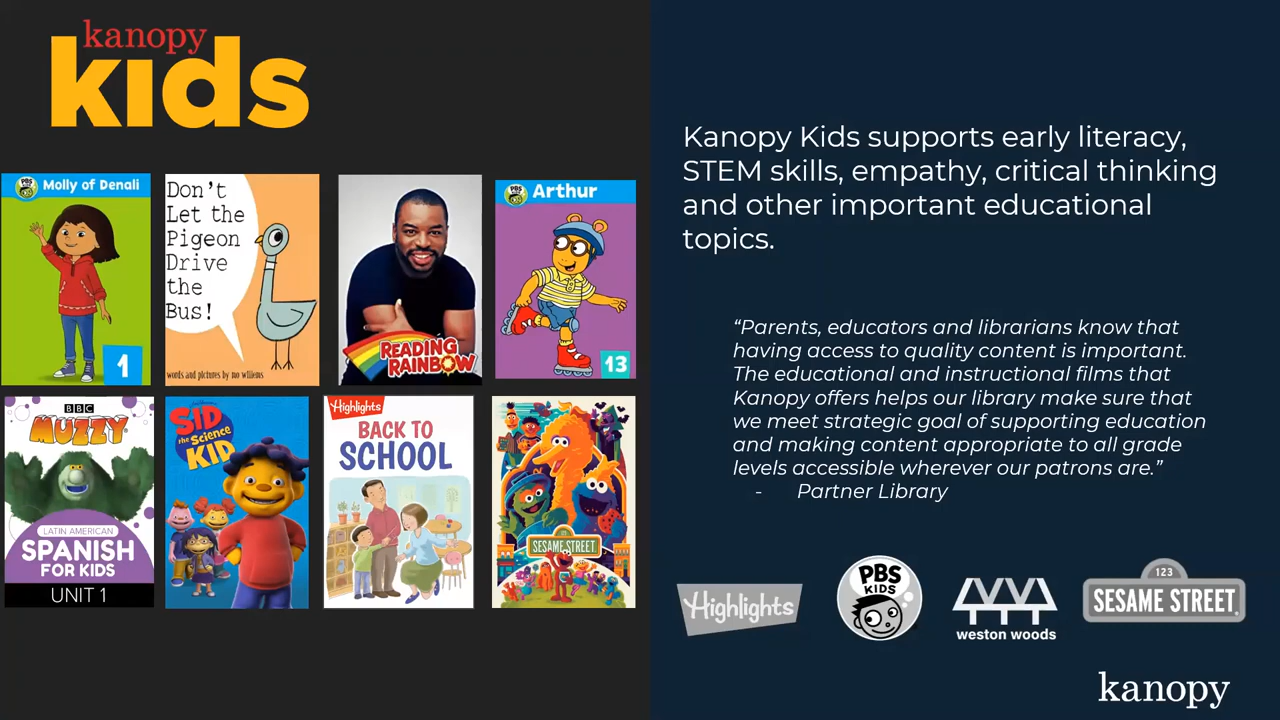 kanopy
kids
PBS KIDS
Molly of Denali
1
Don't
Let the
Pigeon
Drive
the
Bus!
words and pictures by mo willems
READING
RAINBOW
PBS KIDS
Arthur
13
BBC
MUZZY
LATIN AMERICAN
SPANISH
FOR KIDS
UNIT 1
SID
the Science
KID
Highlights
BACK TO
SCHOOL
SESAME STREET
Kanopy Kids supports early literacy,
STEM skills, empathy, critical thinking
and other important educational
topics.
“Parents, educators and librarians know that
having access to quality content is important.
The educational and instructional films that
Kanopy offers helps our library make sure that
we meet strategic goal of supporting education
and making content appropriate to all grade
levels accessible wherever our patrons are.”
- Partner Library
Highlights
PBS
KIDS
weston woods
123
SESAME STREET
kanopy